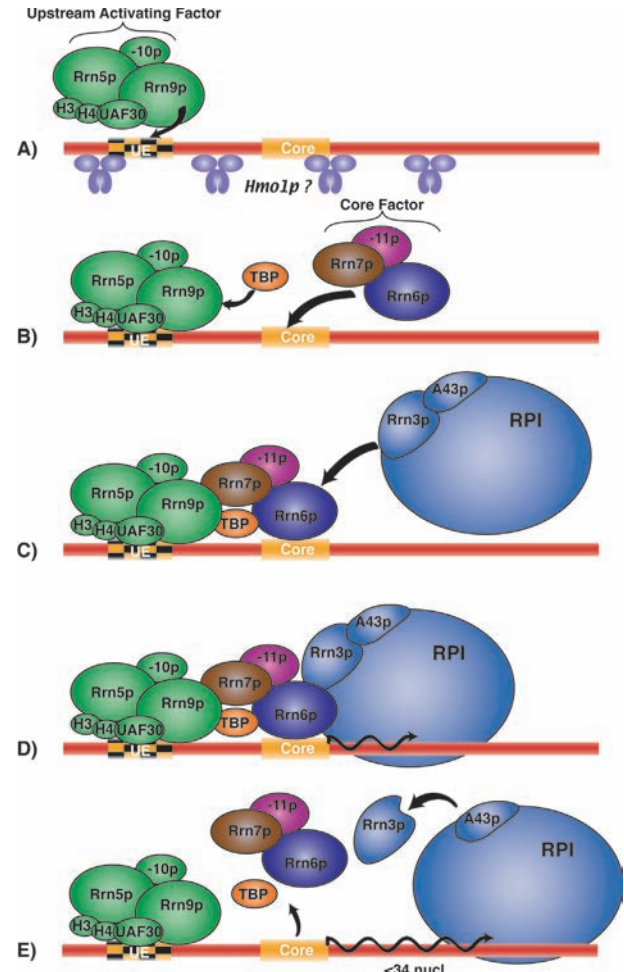 Upstream Activating Factor
-10p
Rrn5p
Rrn9p
H3 H4 UAF30
A)
UE
Core
Hmo1p ?
Core Factor
-11p
-10p
Rrn7p
Rrn5p
TBP
Rrn9p
Rrn6p
H3 H4 UAF30
B)
UE
Core
A43p
Rrn3p
RPI
-11p
-10p
Rrn7p
Rrn5p
Rrn9p
Rrn6p
H3 H4 UAF30
TBP
C)
UE
Core
A43p
Rrn3p
-11p
RPI
-10p
Rrn7p
Rrn5p
Rrn9p
Rrn6p
H3 H4 UAF30
TBP
D)
UE
Core
-11p
A43p
Rrn7p
Rrn3p
Rrn6p
RPI
-10p
Rrn5p
TBP
Rrn9p
H3 H4 UAF30
E)
UE
Core
<34 nucl